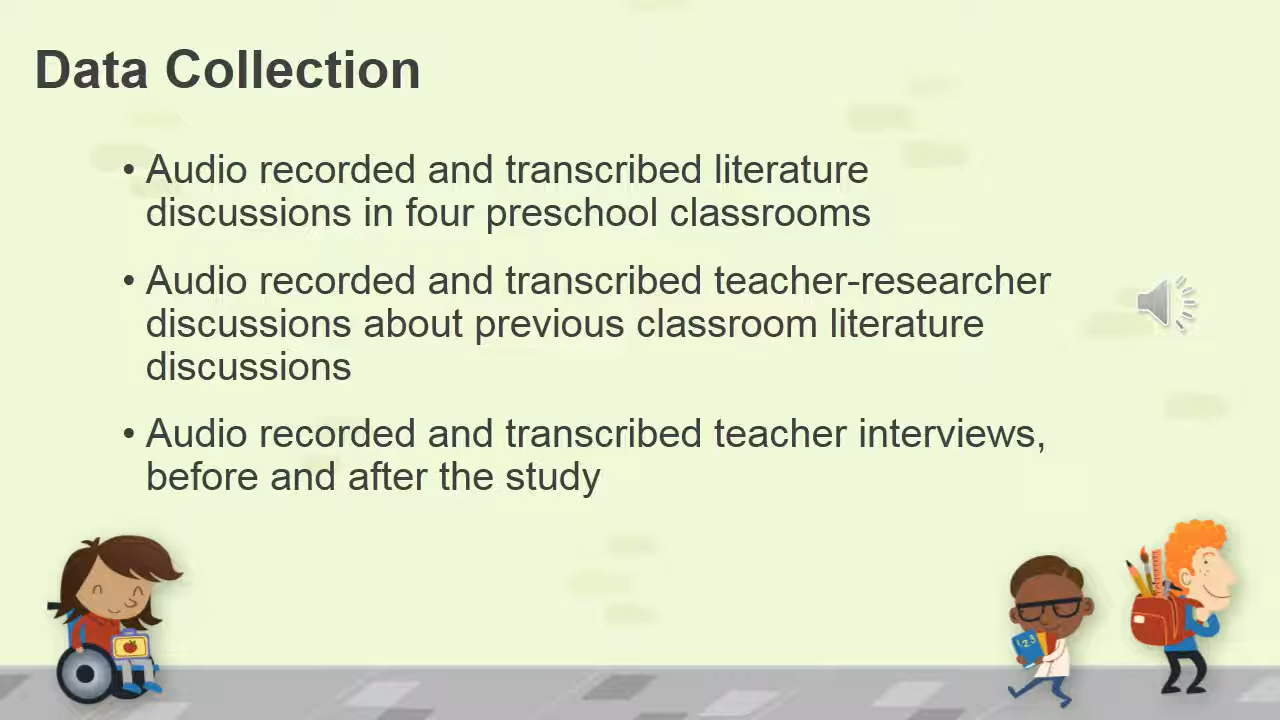 Data Collection
• Audio recorded and transcribed literature
discussions in four preschool classrooms
• Audio recorded and transcribed teacher-researcher
discussions about previous classroom literature
discussions
• Audio recorded and transcribed teacher interviews,
before and after the study
123